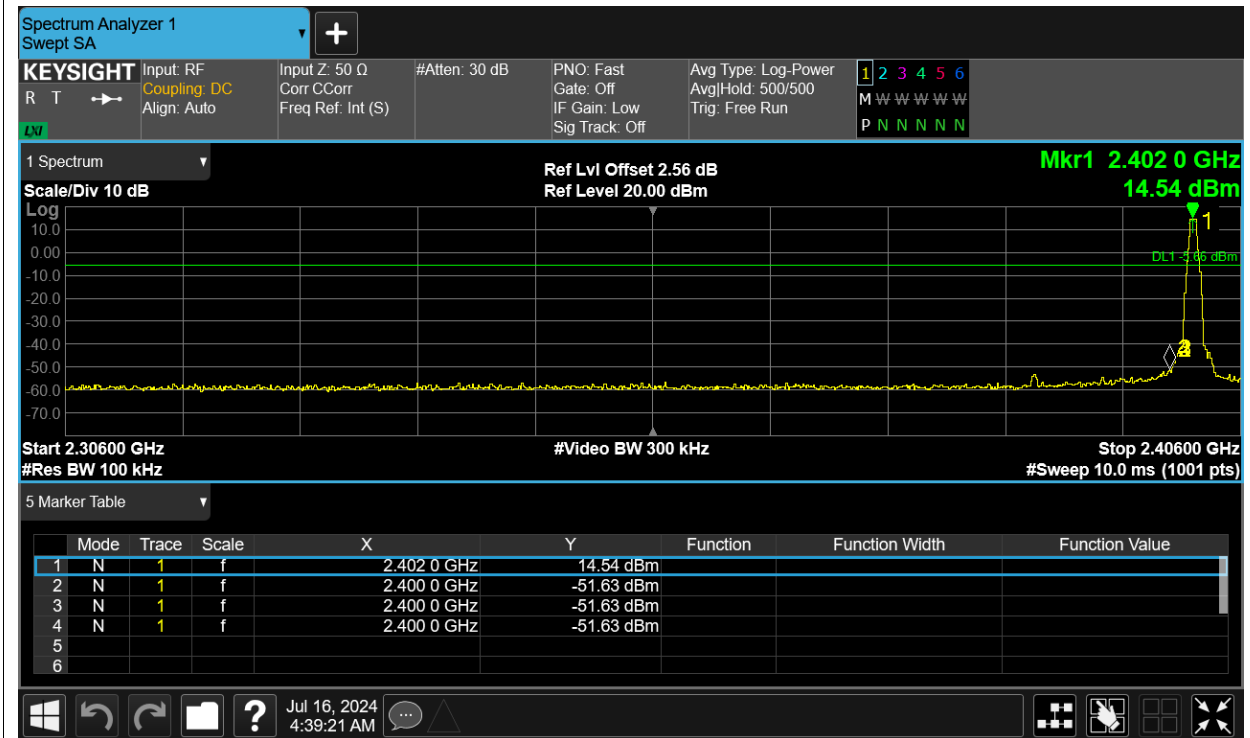 Spectrum Analyzer 1
Swept SA
KEYSIGHT
R T
LXI
Input: RF
Coupling: DC
Align: Auto
Input Z: 50 Ω
Corr CCorr
Freq Ref: Int (S)
#Atten: 30 dB
PNO: Fast
Gate: Off
IF Gain: Low
Sig Track: Off
Avg Type: Log-Power
Avg|Hold: 500/500
Trig: Free Run
1 2 3 4 5 6
M W W W W W
P N N N N N
1 Spectrum
Scale/Div 10 dB
Ref Lvl Offset 2.56 dB
Ref Level 20.00 dBm
Mkr1 2.402 0 GHz
14.54 dBm
Log
10.0
0.00
-10.0
-20.0
-30.0
-40.0
-50.0
-60.0
-70.0
1
DL1 -5.66 dBm
Start 2.30600 GHz
#Res BW 100 kHz
#Video BW 300 kHz
Stop 2.40600 GHz
#Sweep 10.0 ms (1001 pts)
5 Marker Table
Mode Trace Scale X Y Function Function Width Function Value
1 N 1 f 2.402 0 GHz 14.54 dBm
2 N 1 f 2.400 0 GHz -51.63 dBm
3 N 1 f 2.400 0 GHz -51.63 dBm
4 N 1 f 2.400 0 GHz -51.63 dBm
5
6
?
Jul 16, 2024
4:39:21 AM